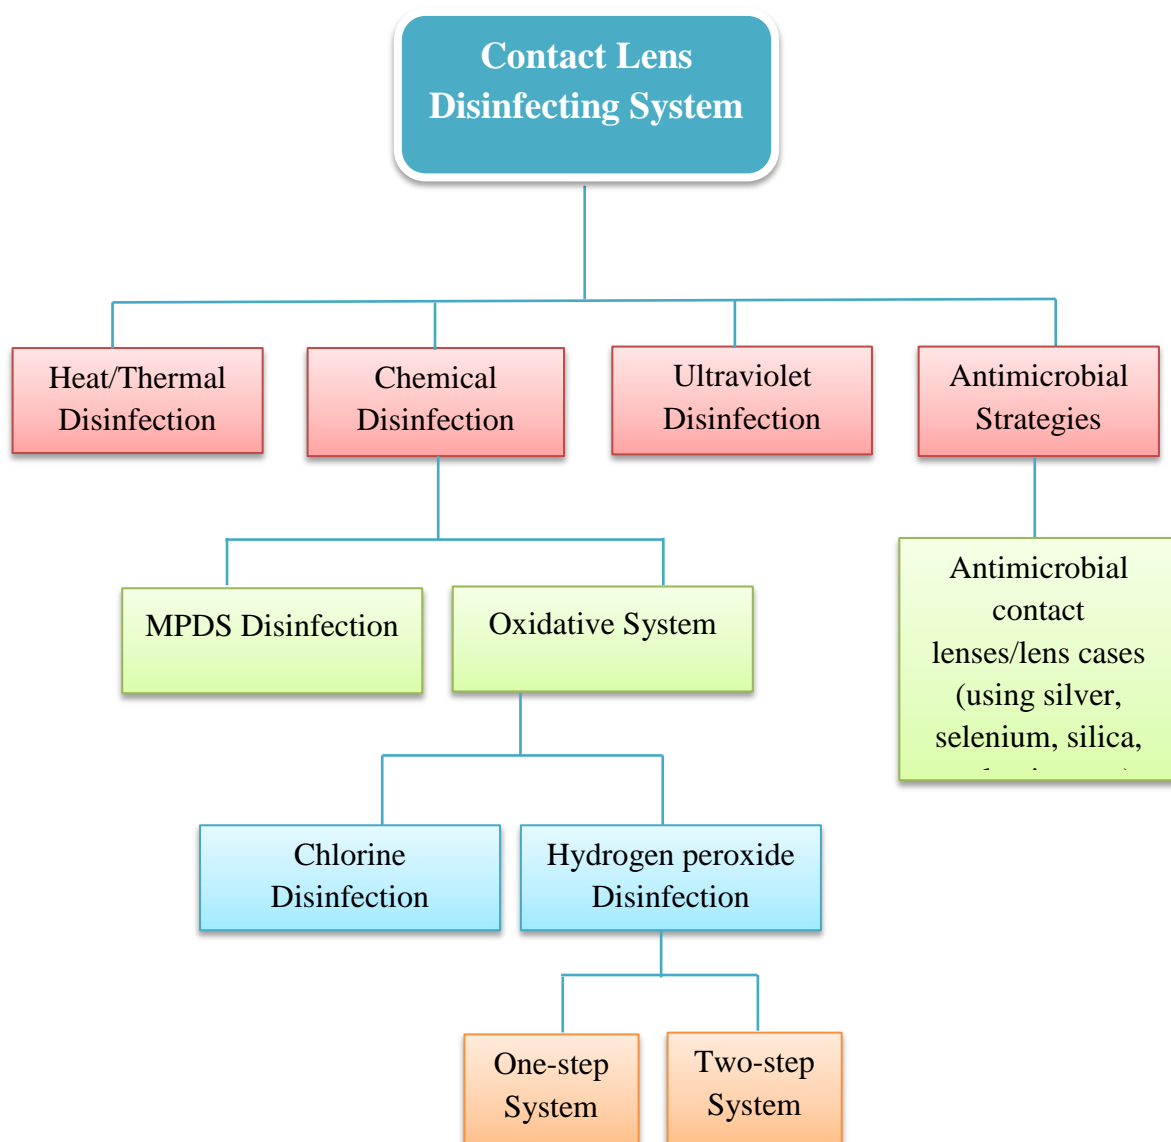 Contact Lens
Disinfecting System
Heat/Thermal
Disinfection
Chemical
Disinfection
Ultraviolet
Disinfection
Antimicrobial
Strategies
MPDS Disinfection
Oxidative System
Antimicrobial
contact
lenses/lens cases
(using silver,
selenium, silica,
Chlorine
Disinfection
Hydrogen peroxide
Disinfection
One-step
System
Two-step
System